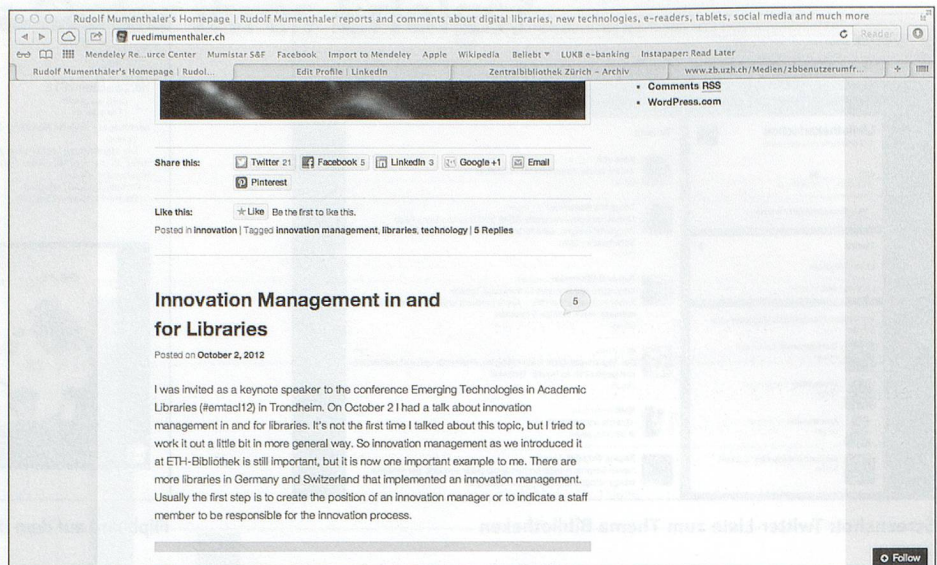 Rudolf Mumenthaler's Homepage | Rudolf Mumenthaler reports and comments about digital libraries, new technologies, e-readers, tablets, social media and much more
ruedimumenthaler.ch
Reader
Mendeley Re...urce Center Mumistar S&F Facebook Import to Mendeley Apple Wikipedia Beliebt LUKB e-banking Instapaper: Read Later
Rudolf Mumenthaler's Homepage | Rudol... Edit Profile | LinkedIn Zentralbibliothek Zürich – Archiv www.zb.uzh.ch/Medien/zbbenutzerumfr...
Comments RSS
WordPress.com
Share this: Twitter 21 Facebook 5 LinkedIn 3 Google +1 Email
Pinterest
Like this: Like Be the first to like this.
Posted in innovation | Tagged innovation management, libraries, technology | 5 Replies
Innovation Management in and 5
for Libraries
Posted on October 2, 2012
I was invited as a keynote speaker to the conference Emerging Technologies in Academic
Libraries (#emtacl12) in Trondheim. On October 2 I had a talk about innovation
management in and for libraries. It's not the first time I talked about this topic, but I tried to
work it out a little bit in more general way. So innovation management as we introduced it
at ETH-Bibliothek is still important, but it is now one important example to me. There are
more libraries in Germany and Switzerland that implemented an innovation management.
Usually the first step is to create the position of an innovation manager or to indicate a staff
member to be responsible for the innovation process.
Follow